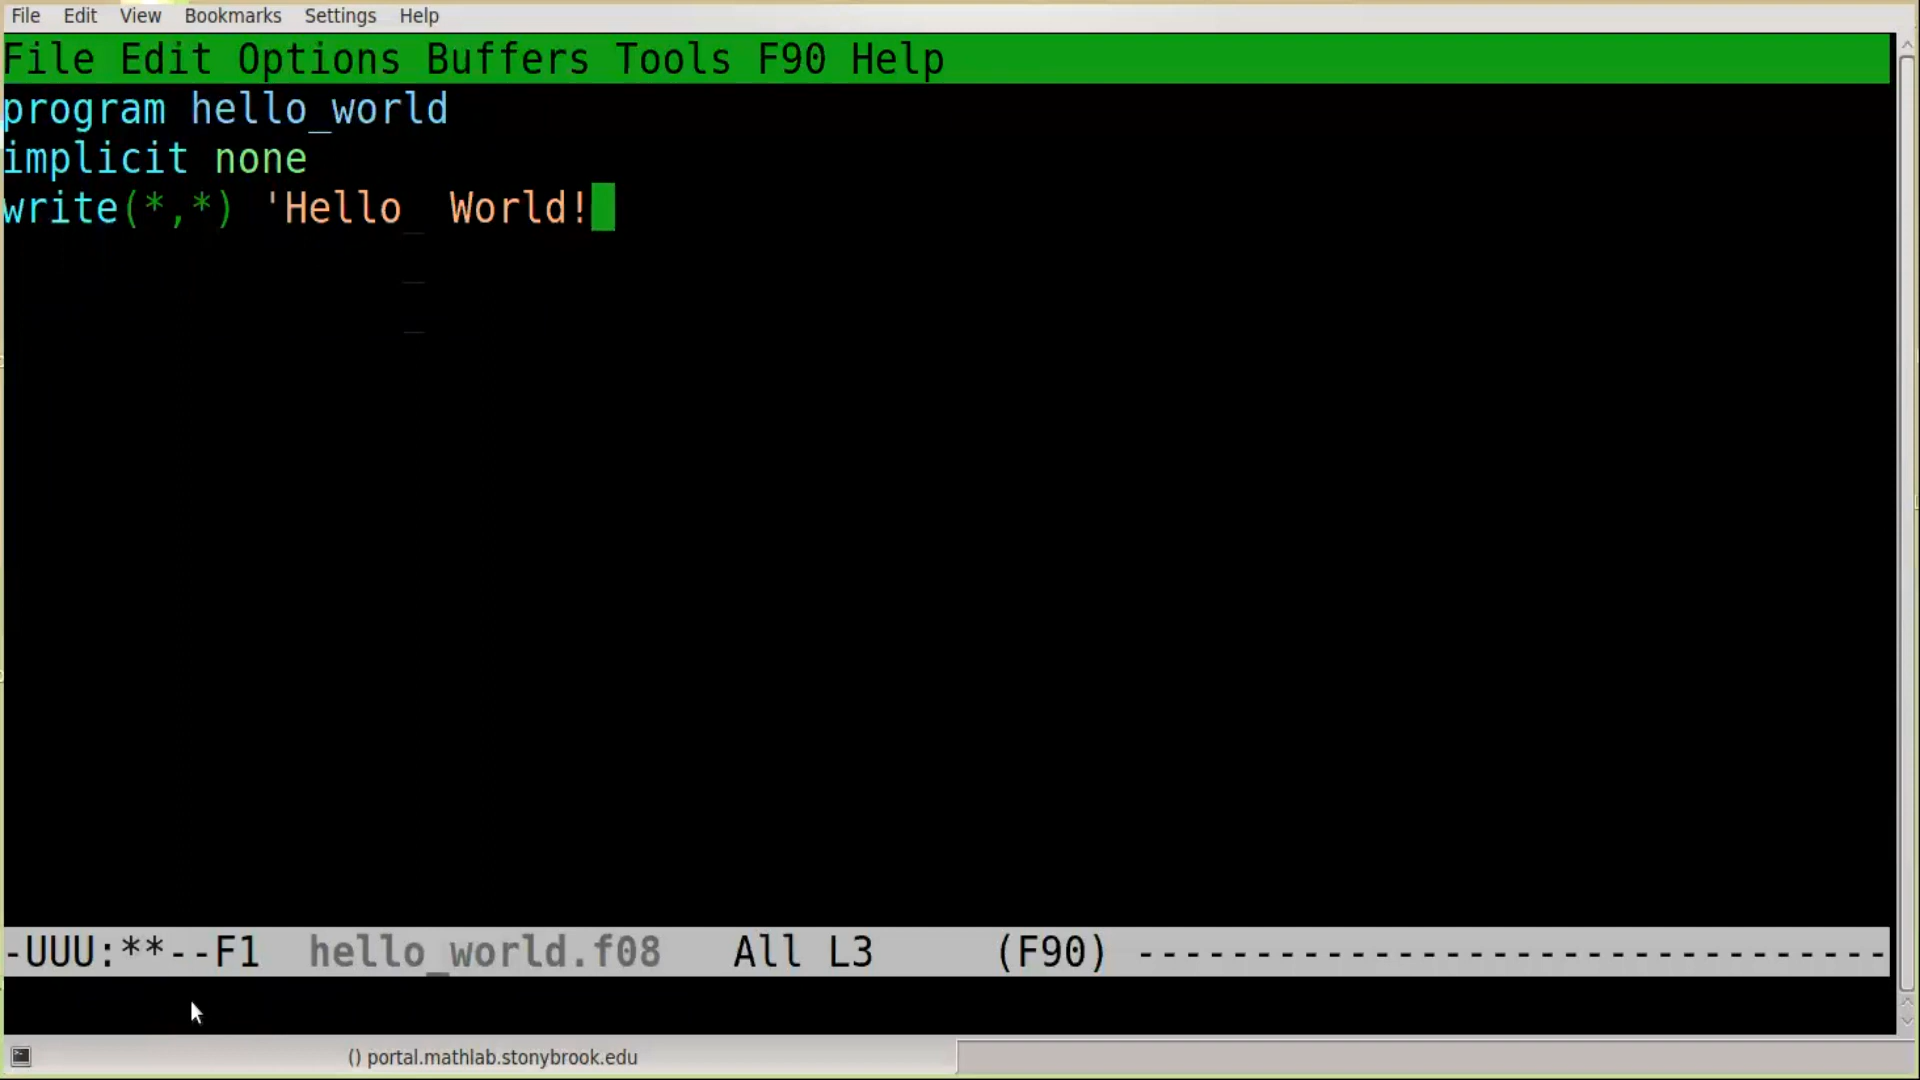 File Edit View Bookmarks Settings Help
File Edit Options Buffers Tools F90 Help
program hello_world
implicit none
write(*,*) 'Hello_ World!
-UUU:**--F1 hello_world.f08 All L3 (F90) --------------------------------
() portal.mathlab.stonybrook.edu